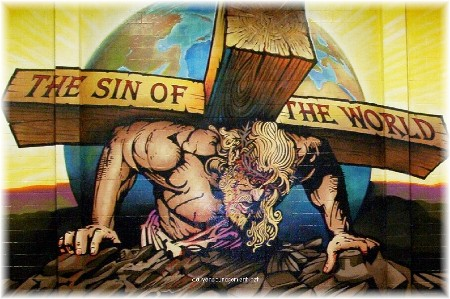 THE SIN OF THE WORLD